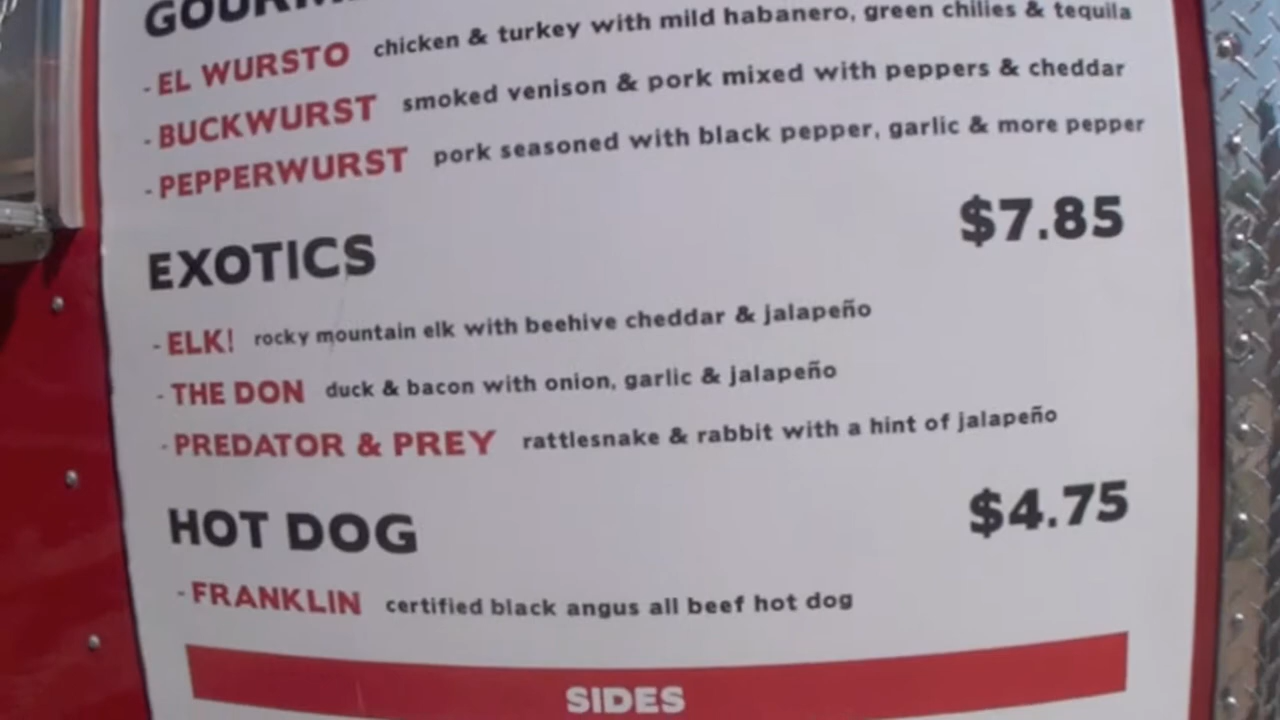 GOURM
- EL WURSTO chicken & turkey with mild habanero, green chilies & tequila
- BUCKWURST smoked venison & pork mixed with peppers & cheddar
- PEPPERWURST pork seasoned with black pepper, garlic & more pepper
EXOTICS $7.85
- ELK! rocky mountain elk with beehive cheddar & jalapeño
- THE DON duck & bacon with onion, garlic & jalapeño
- PREDATOR & PREY rattlesnake & rabbit with a hint of jalapeño
HOT DOG $4.75
- FRANKLIN certified black angus all beef hot dog
SIDES